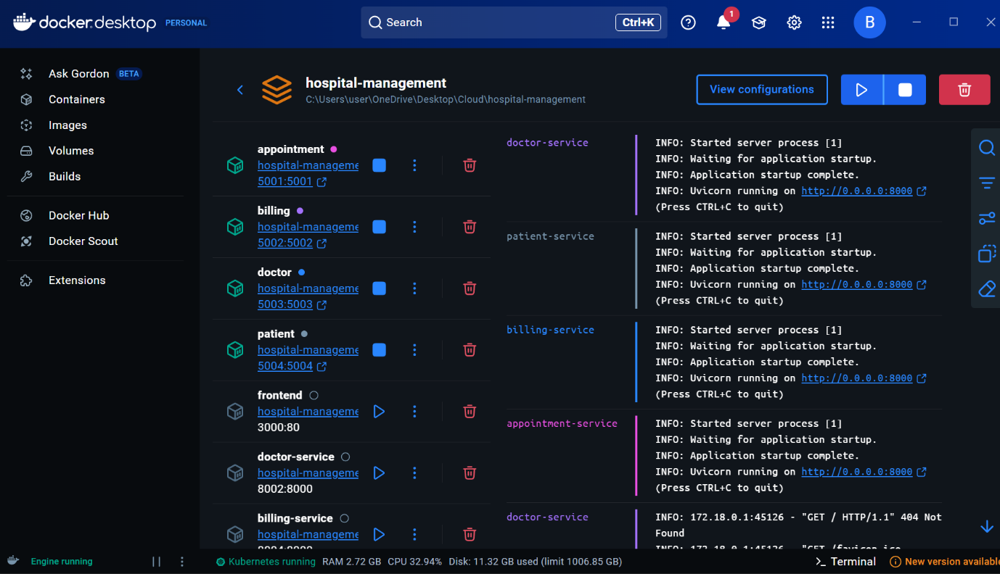 docker.desktop PERSONAL
Search
Ctrl+K
1
B
Ask Gordon BETA
Containers
Images
Volumes
Builds
Docker Hub
Docker Scout
Extensions
hospital-management
C:\Users\user\OneDrive\Desktop\Cloud\hospital-management
View configurations
appointment
hospital-manageme
5001:5001
billing
hospital-manageme
5002:5002
doctor
hospital-manageme
5003:5003
patient
hospital-manageme
5004:5004
frontend
hospital-manageme
3000:80
doctor-service
hospital-manageme
8002:8000
billing-service
hospital-manageme
doctor-service
INFO: Started server process [1]
INFO: Waiting for application startup.
INFO: Application startup complete.
INFO: Uvicorn running on http://0.0.0.0:8000
(Press CTRL+C to quit)
patient-service
INFO: Started server process [1]
INFO: Waiting for application startup.
INFO: Application startup complete.
INFO: Uvicorn running on http://0.0.0.0:8000
(Press CTRL+C to quit)
billing-service
INFO: Started server process [1]
INFO: Waiting for application startup.
INFO: Application startup complete.
INFO: Uvicorn running on http://0.0.0.0:8000
(Press CTRL+C to quit)
appointment-service
INFO: Started server process [1]
INFO: Waiting for application startup.
INFO: Application startup complete.
INFO: Uvicorn running on http://0.0.0.0:8000
(Press CTRL+C to quit)
doctor-service
INFO: 172.18.0.1:45126 - "GET / HTTP/1.1" 404 Not
Found
INFO: 172.18.0.1:45126 - "GET /favicon.ico
Engine running
Kubernetes running RAM 2.72 GB CPU 32.94% Disk: 11.32 GB used (limit 1006.85 GB)
Terminal
New version available